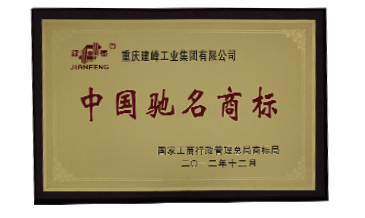 重庆建峰工业集团有限公司
JIANFENG
中国驰名商标
国家工商行政管理总局商标局
二〇一二年十二月